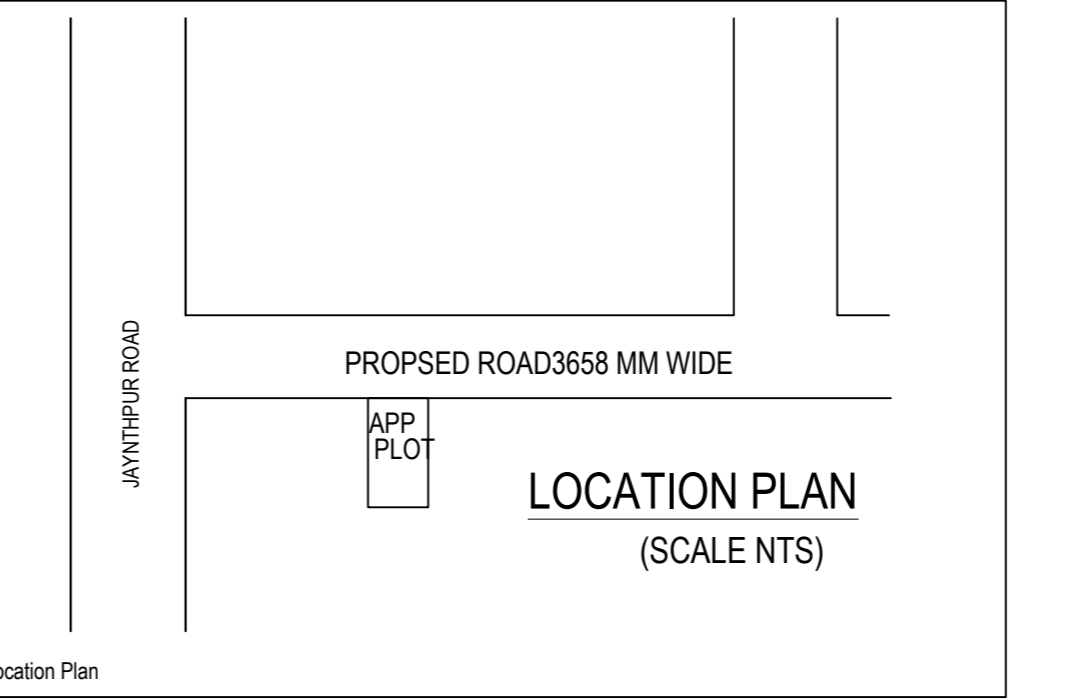 JAYNTHPUR ROAD
PROPSED ROAD3658 MM WIDE
APP
PLOT
LOCATION PLAN
(SCALE NTS)
ocation Plan